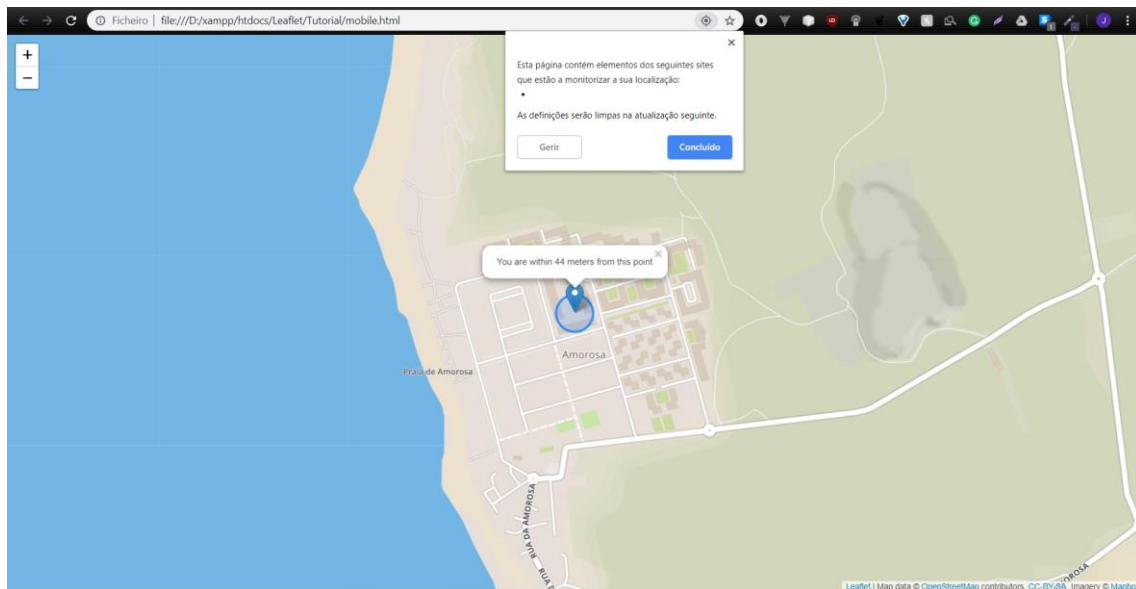 Ficheiro | file:///D:/xampp/htdocs/Leaflet/Tutorial/mobile.html
+
−
Esta página contém elementos dos seguintes sites
que estão a monitorizar a sua localização:
•
As definições serão limpas na atualização seguinte.
Gerir
Concluído
You are within 44 meters from this point
Amorosa
Praia de Amorosa
RUA DA AMOROSA
RUA
Leaflet | Map data © OpenStreetMap contributors, CC-BY-SA, Imagery © Mapbo